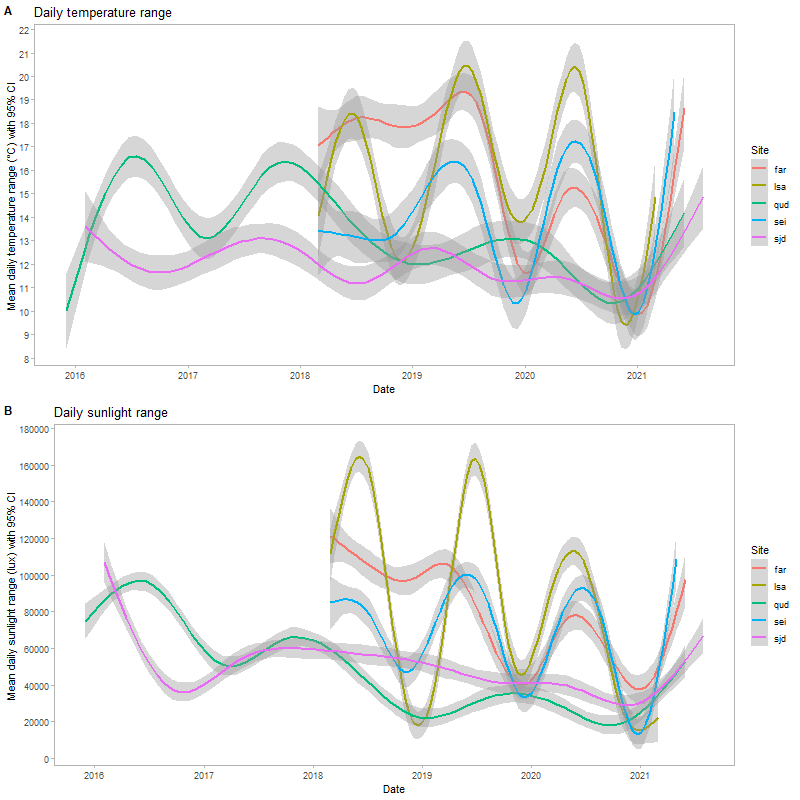 A
Daily temperature range
Mean daily temperature range (°C) with 95% CI
22
21
20
19
18
17
16
15
14
13
12
11
10
9
8
2016 2017 2018 2019 2020 2021
Date
Site
far
lsa
qud
sei
sjd
B
Daily sunlight range
Mean daily sunlight range (lux) with 95% CI
180000
160000
140000
120000
100000
80000
60000
40000
20000
0
2016 2017 2018 2019 2020 2021
Date
Site
far
lsa
qud
sei
sjd